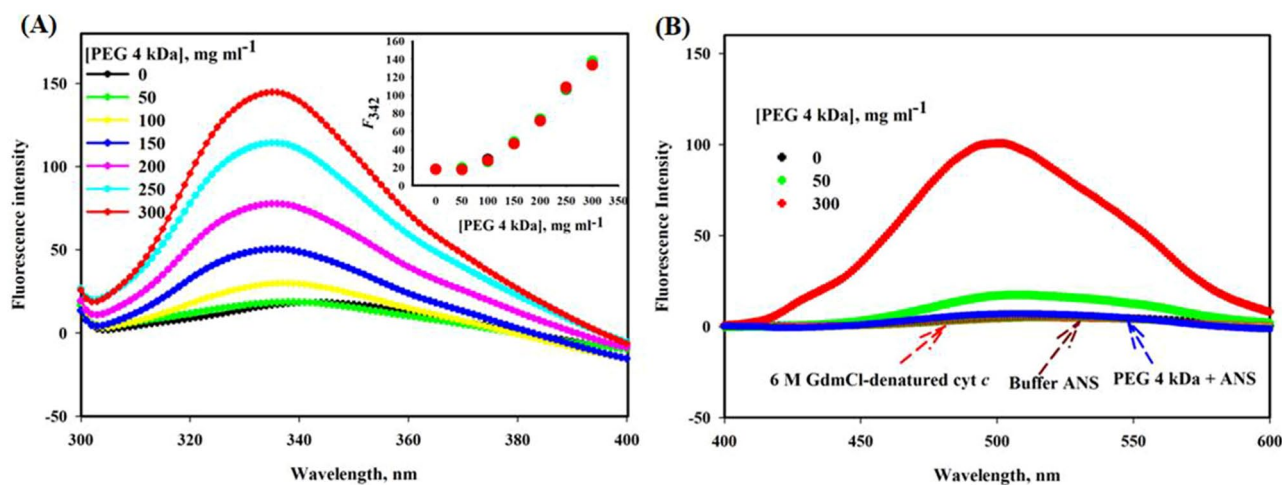 (A)
[PEG 4 kDa], mg ml-1
0
50
100
150
200
250
300
Fluorescence intensity
150
100
50
0
-50
300
320
340
360
380
400
Wavelength, nm
F342
160
140
120
100
80
60
40
20
0
0 50 100 150 200 250 300 350
[PEG 4 kDa], mg ml-1
(B)
[PEG 4 kDa], mg ml-1
0
50
300
Fluorescence Intensity
150
100
50
0
-50
6 M GdmCl-denatured cyt c
Buffer ANS
PEG 4 kDa + ANS
400
450
500
550
600
Wavelength, nm